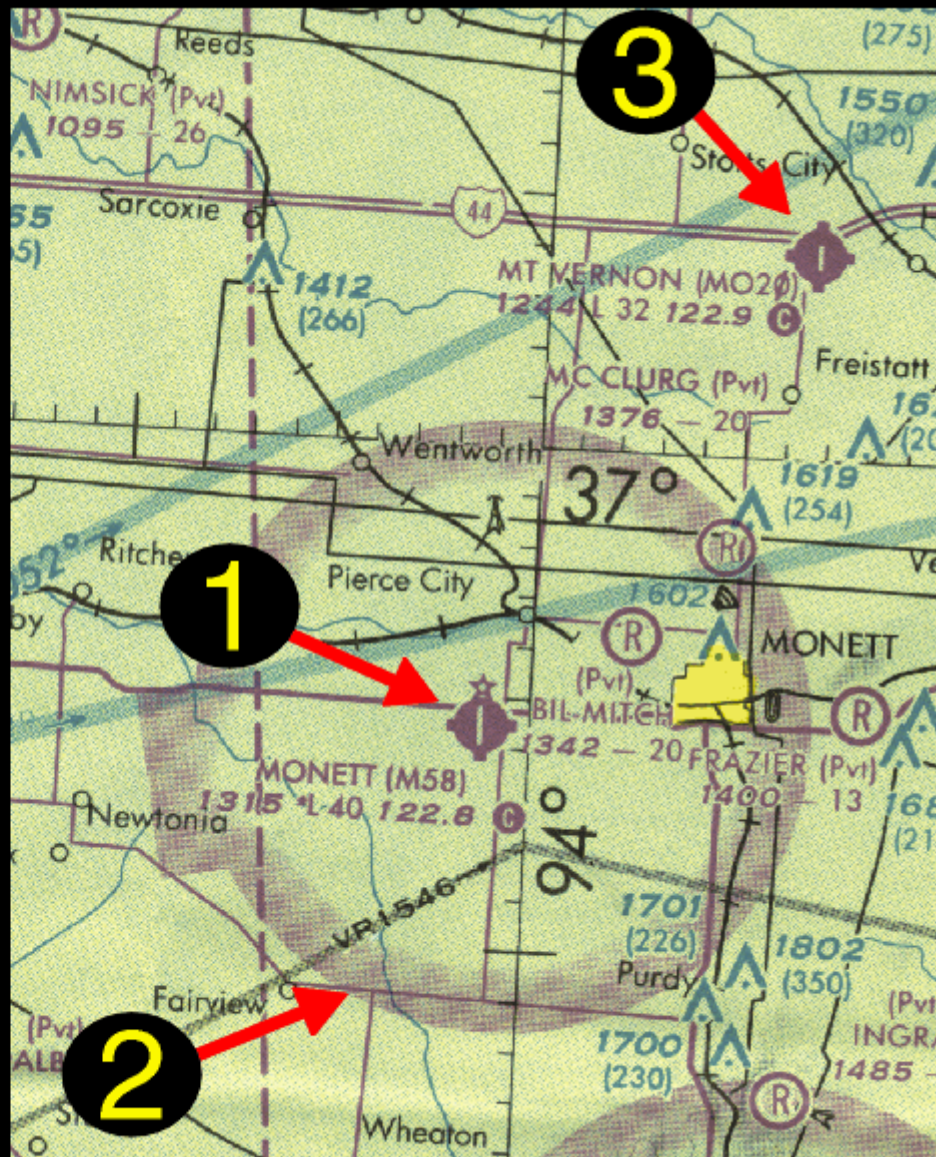 (275)
R
Reeds
3
NIMSICK (Pvt)
1095 – 26
1550
(320)
Stotts City
Sarcoxie
44
1412
(266)
MT VERNON (MO20)
1244 L 32 122.9 C
Freistatt
MC CLURG (Pvt)
1376 – 20
Wentworth
37°
1619
(254)
052°
Pierce City
R
1
1602
R
MONETT
(Pvt)
BIL-MITCH
1342 – 20
R
FRAZIER (Pvt)
1400 – 13
MONETT (M58)
1315 *L 40 122.8 C
Newtonia
94°
VR1546
1701
(226)
1802
(350)
Purdy
Fairview
2
1700
(230)
(Pvt)
1485
R
Wheaton